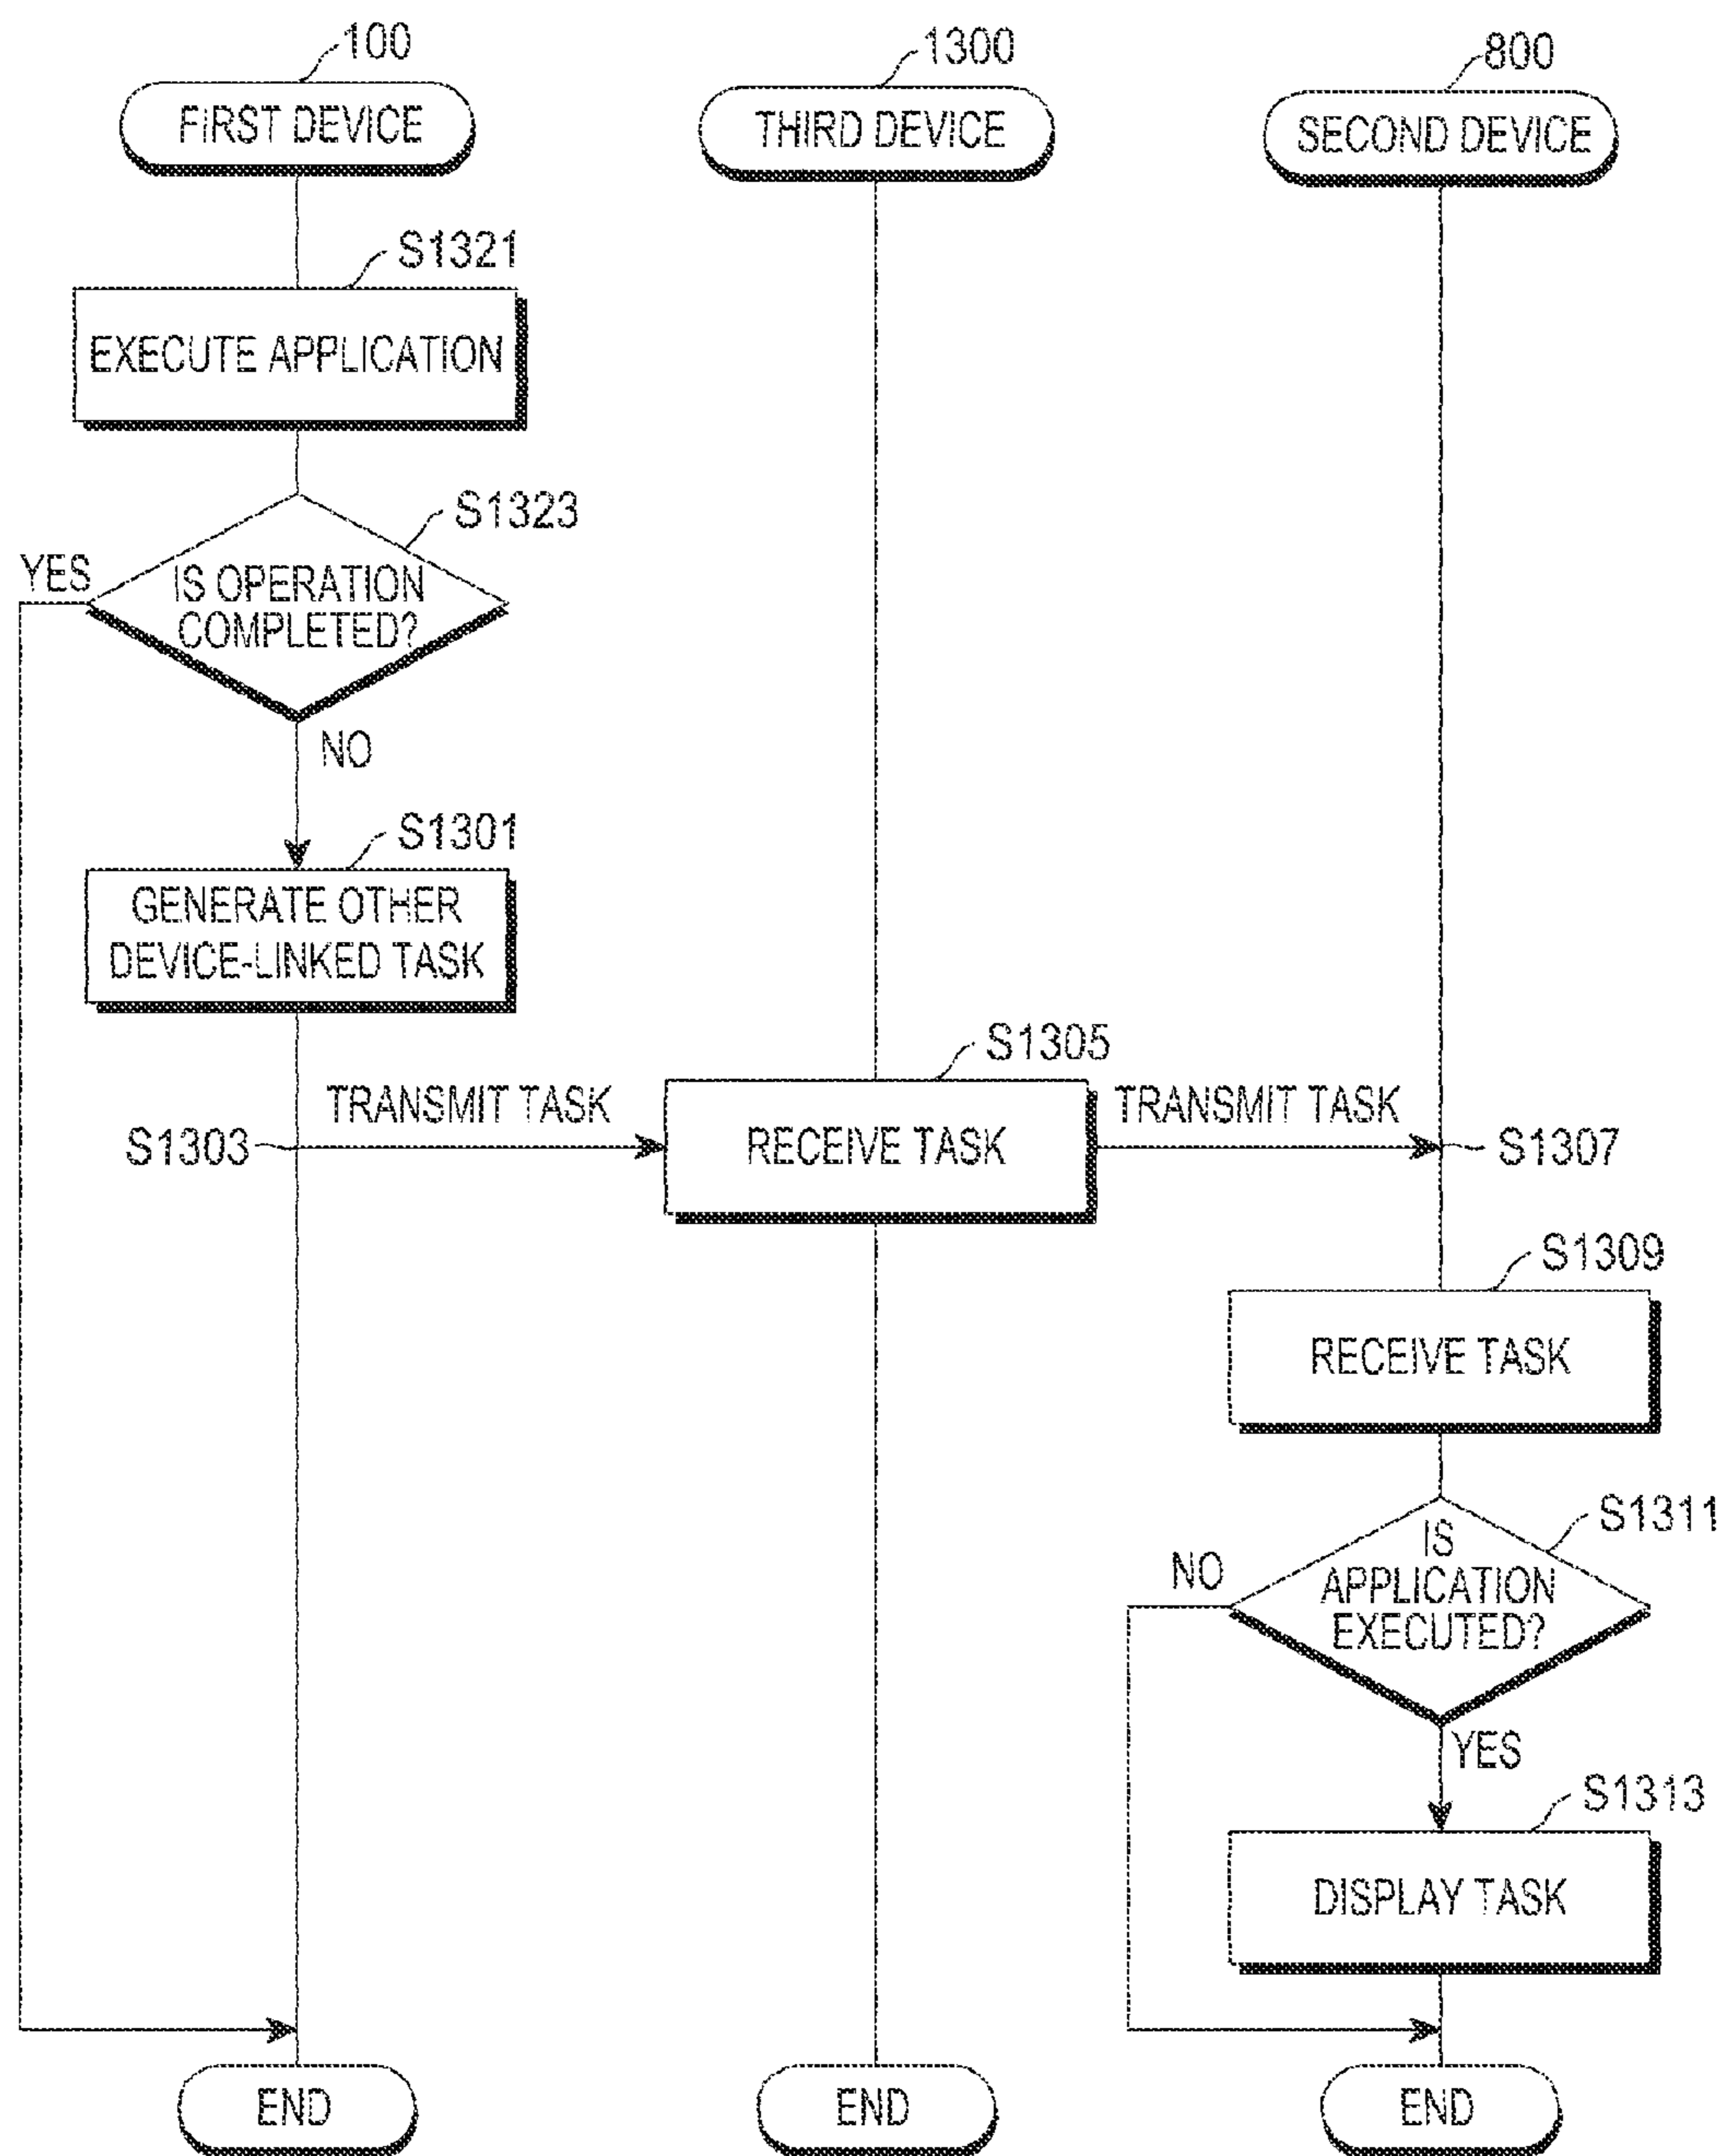 100
1300
800
FIRST DEVICE
THIRD DEVICE
SECOND DEVICE
S1321
EXECUTE APPLICATION
S1323
YES
IS OPERATION
COMPLETED?
NO
S1301
GENERATE OTHER
DEVICE-LINKED TASK
S1305
TRANSMIT TASK
TRANSMIT TASK
S1303
RECEIVE TASK
S1307
S1309
RECEIVE TASK
S1311
NO
IS
APPLICATION
EXECUTED?
YES
S1313
DISPLAY TASK
END
END
END